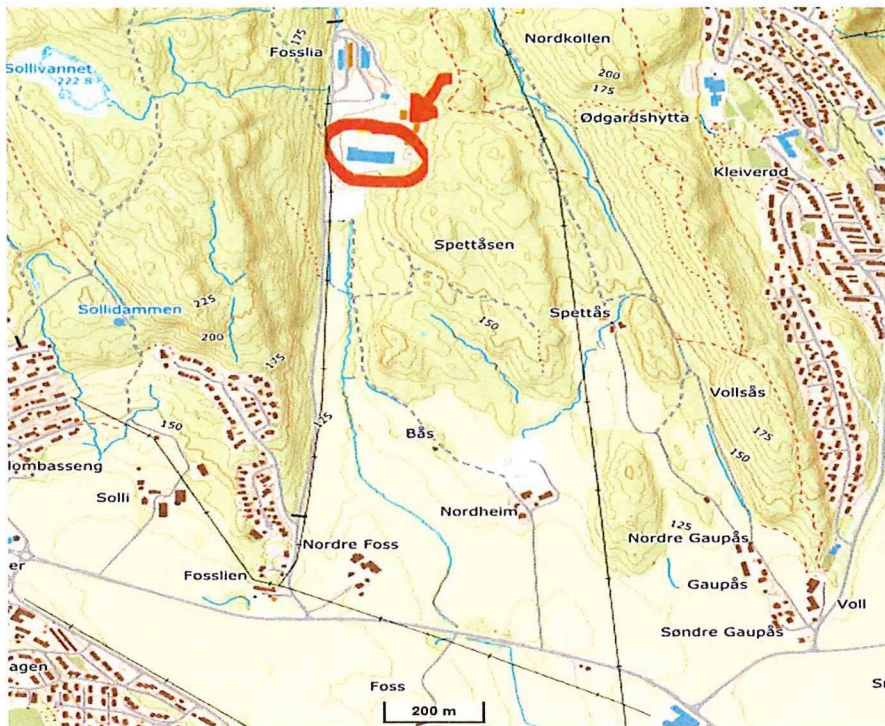 175
Fosslia
Nordkollen
Sollivannet
222.8
200
175
Ødgardshytta
Kleiverød
Spettåsen
225
Sollidammen
200
150
Spettås
175
Vollsås
125
150
Bås
175
150
lombasseng
Solli
Nordheim
125
Nordre Foss
Nordre Gaupås
er
Fosslien
Gaupås
Voll
Søndre Gaupås
agen
Foss
200 m